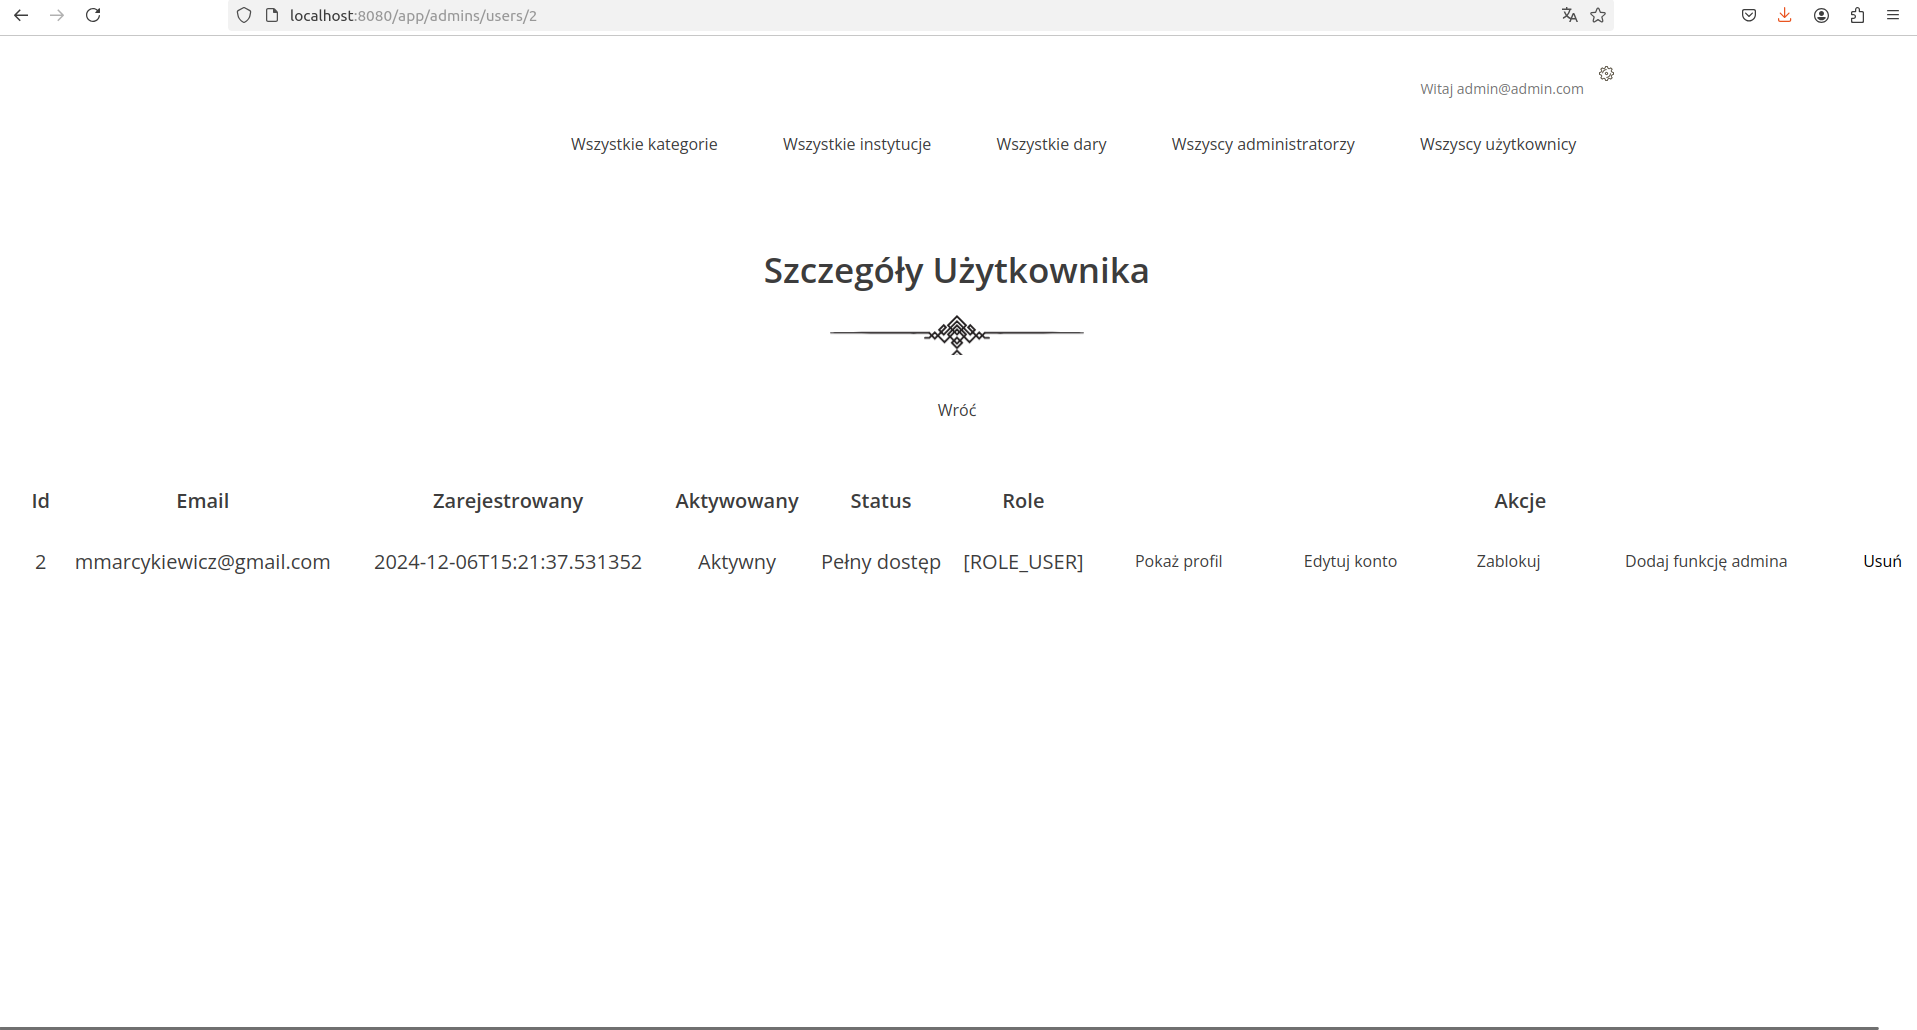 localhost:8080/app/admins/users/2
Witaj admin@admin.com
Wszystkie kategorie Wszystkie instytucje Wszystkie dary Wszyscy administratorzy Wszyscy użytkownicy
Szczegóły Użytkownika
Wróć
Id Email Zarejestrowany Aktywowany Status Role Akcje
2 mmarcykiewicz@gmail.com 2024-12-06T15:21:37.531352 Aktywny Pełny dostęp [ROLE_USER] Pokaż profil Edytuj konto Zablokuj Dodaj funkcję admina Usuń